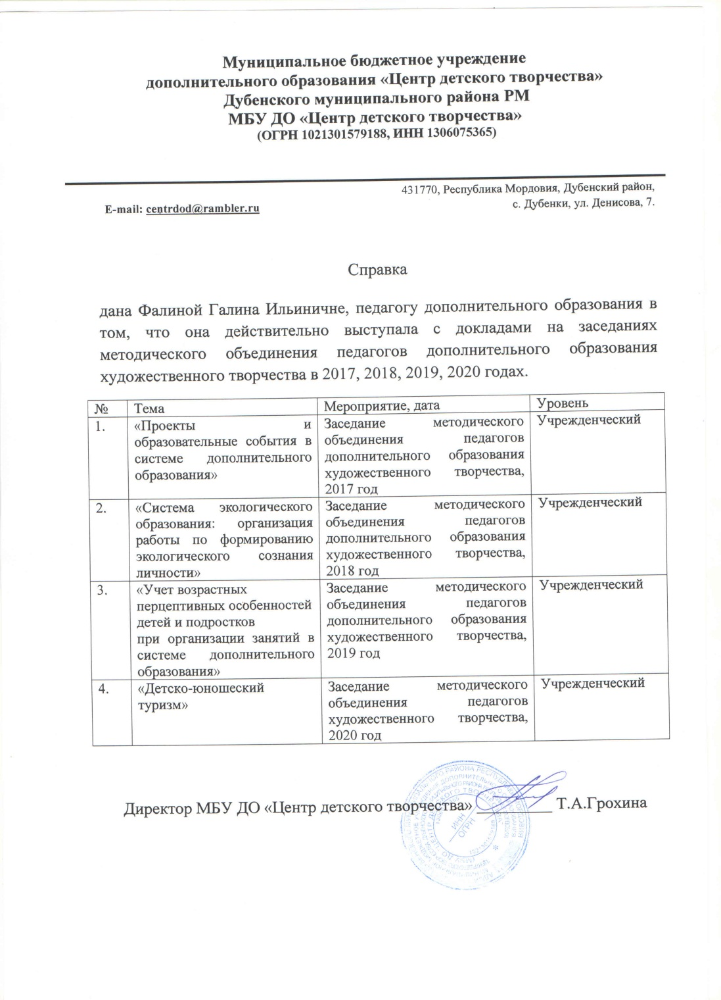 Муниципальное бюджетное учреждение
дополнительного образования «Центр детского творчества»
Дубенского муниципального района РМ
МБУ ДО «Центр детского творчества»
(ОГРН 1021301579188, ИНН 1306075365)
431770, Республика Мордовия, Дубенский район,
с. Дубенки, ул. Денисова, 7.
E-mail: centrdod@rambler.ru
Справка
дана Фалиной Галина Ильиничне, педагогу дополнительного образования в
том, что она действительно выступала с докладами на заседаниях
методического объединения педагогов дополнительного образования
художественного творчества в 2017, 2018, 2019, 2020 годах.
№ Тема Мероприятие, дата Уровень
1.
«Проекты и
образовательные события в
системе дополнительного
образования»
Заседание методического
объединения педагогов
дополнительного образования
художественного творчества,
2017 год
Учрежденческий
2.
«Система экологического
образования: организация
работы по формированию
экологического сознания
личности»
Заседание методического
объединения педагогов
дополнительного образования
художественного творчества,
2018 год
Учрежденческий
3.
«Учет возрастных
перцептивных особенностей
детей и подростков
при организации занятий в
системе дополнительного
образования»
Заседание методического
объединения педагогов
дополнительного образования
художественного творчества,
2019 год
Учрежденческий
4.
«Детско-юношеский
туризм»
Заседание методического
объединения педагогов
художественного творчества,
2020 год
Учрежденческий
Директор МБУ ДО «Центр детского творчества» __________ Т.А.Грохина
ИНН
ОГРН